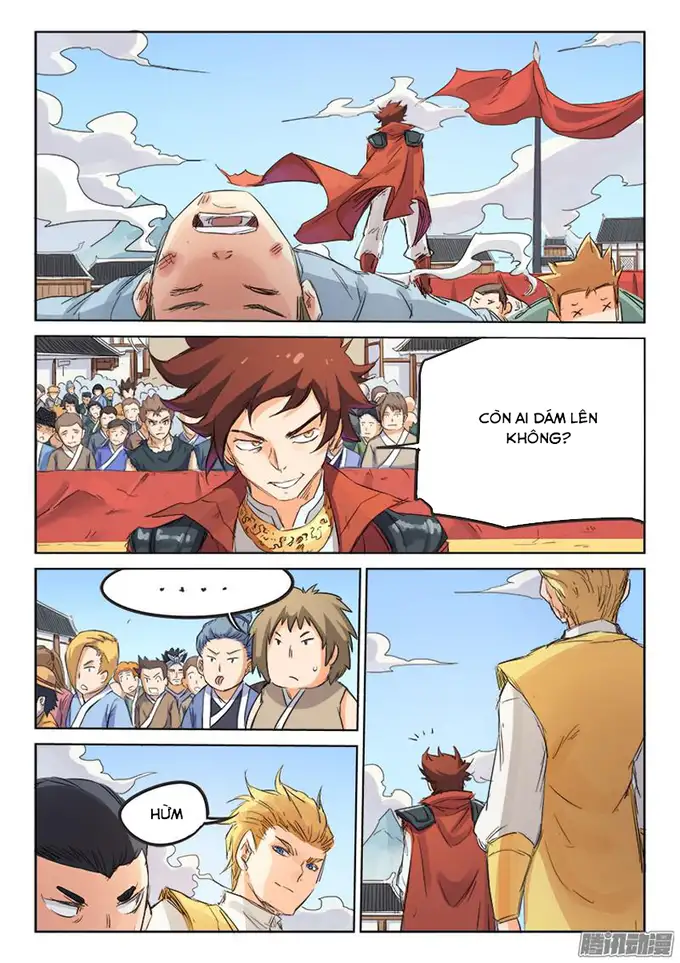 CÒN AI DÁM LÊN
KHÔNG?
. . . .
HỪM
腾讯动漫